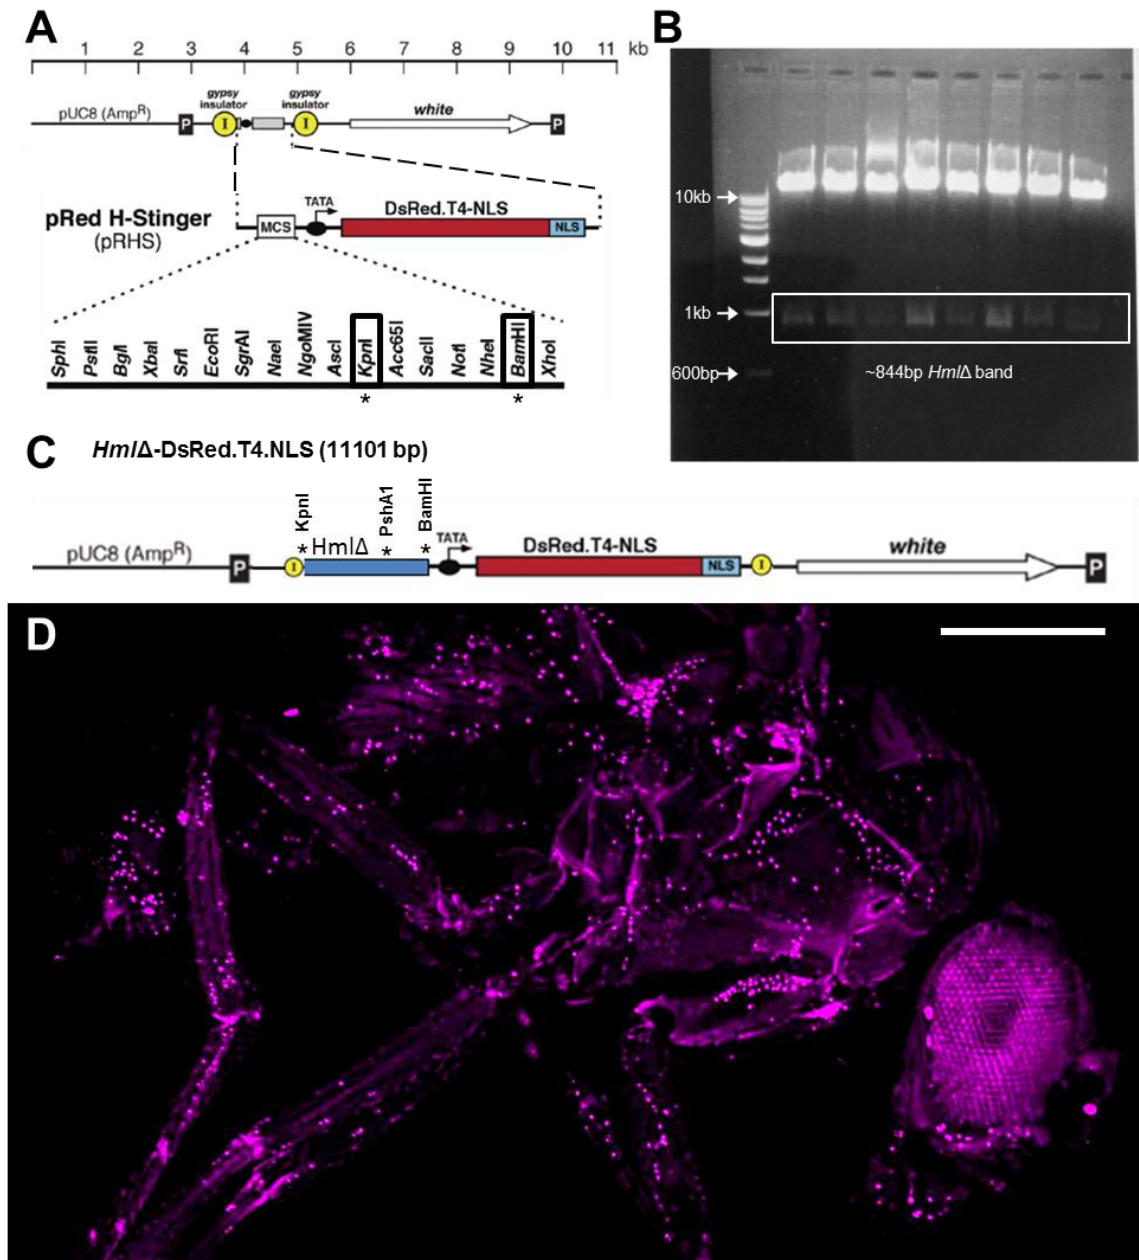 A
1 2 3 4 5 6 7 8 9 10 11 kb
gypsy insulator
gypsy insulator
pUC8 (AmpR)
P
I
I
white
P
pRed H-Stinger
(pRHS)
MCS
TATA
DsRed.T4-NLS
NLS
SphI
PstII
BglI
XbaI
SrfI
EcoRI
SgrAI
NaeI
NgoMIV
AscI
KpnI
Acc65I
SacII
NotI
NheI
BamHI
XhoI
* *
B
10kb
1kb
600bp
~844bp HmlΔ band
C
HmlΔ-DsRed.T4.NLS (11101 bp)
KpnI
PshA1
BamHI
* HmlΔ * *
TATA
DsRed.T4-NLS
pUC8 (AmpR)
P
I
NLS
I
white
P
D